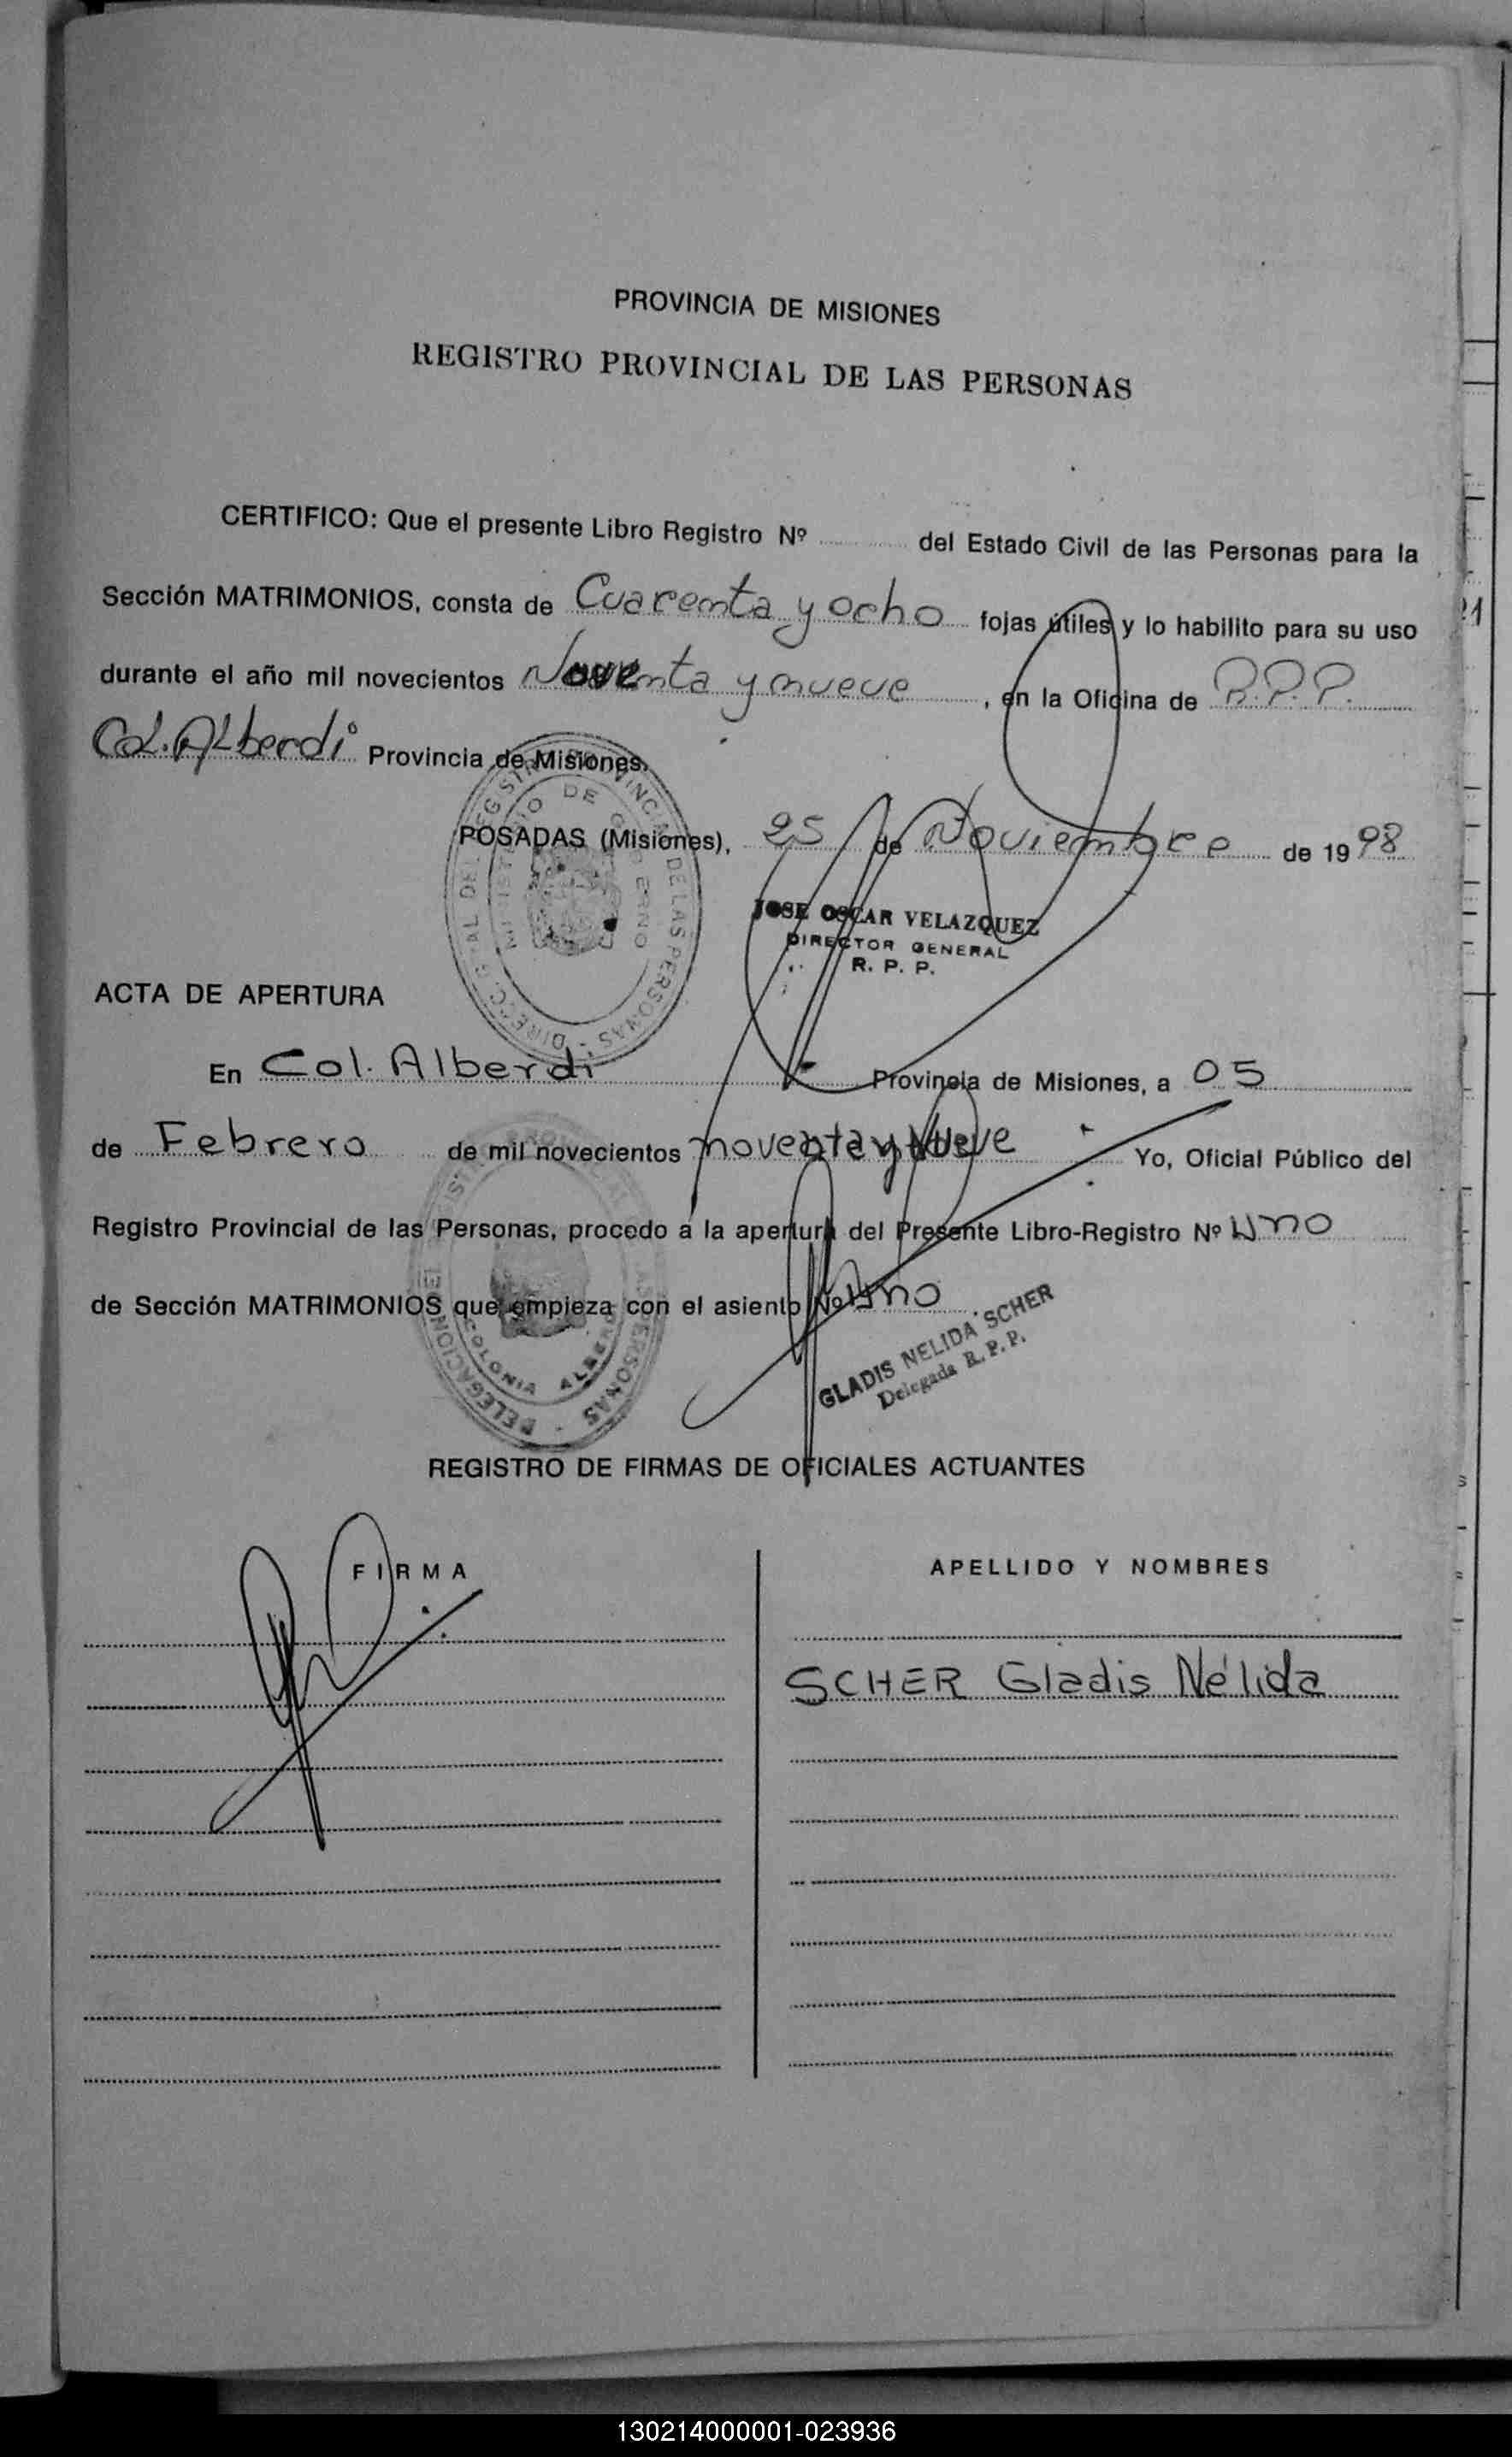 PROVINCIA DE MISIONES
REGISTRO PROVINCIAL DE LAS PERSONAS
CERTIFICO: Que el presente Libro Registro Nº del Estado Civil de las Personas para la
Sección MATRIMONIOS, consta de Cuarenta y ocho fojas útiles y lo habilito para su uso
durante el año mil novecientos Noventa y nueve, en la Oficina de R.P.P.
Col. Alberdi Provincia de Misiones.
POSADAS (Misiones), 25 de Noviembre de 1998
JOSE OSCAR VELAZQUEZ
DIRECTOR GENERAL
R. P. P.
ACTA DE APERTURA
En Col. Alberdi Provincia de Misiones, a 05
de Febrero de mil novecientos noventa y Nueve Yo, Oficial Público del
Registro Provincial de las Personas, procedo a la apertura del Presente Libro-Registro Nº Uno
de Sección MATRIMONIOS que empieza con el asiento Nº Uno.
GLADIS NELIDA SCHER
Delegada R. P. P.
COLONIA ALBERDI
REGISTRO DE FIRMAS DE OFICIALES ACTUANTES
FIRMA
APELLIDO Y NOMBRES
SCHER Gladis Nélida
130214000001-023936